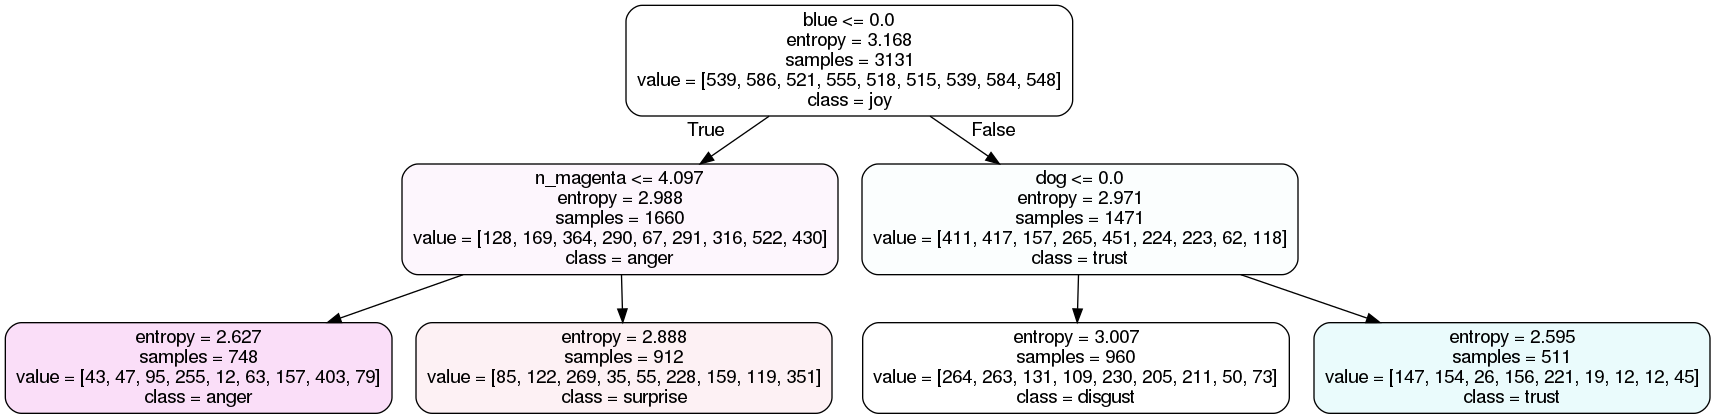 blue <= 0.0
entropy = 3.168
samples = 3131
value = [539, 586, 521, 555, 518, 515, 539, 584, 548]
class = joy
True
False
n_magenta <= 4.097
entropy = 2.988
samples = 1660
value = [128, 169, 364, 290, 67, 291, 316, 522, 430]
class = anger
dog <= 0.0
entropy = 2.971
samples = 1471
value = [411, 417, 157, 265, 451, 224, 223, 62, 118]
class = trust
entropy = 2.627
samples = 748
value = [43, 47, 95, 255, 12, 63, 157, 403, 79]
class = anger
entropy = 2.888
samples = 912
value = [85, 122, 269, 35, 55, 228, 159, 119, 351]
class = surprise
entropy = 3.007
samples = 960
value = [264, 263, 131, 109, 230, 205, 211, 50, 73]
class = disgust
entropy = 2.595
samples = 511
value = [147, 154, 26, 156, 221, 19, 12, 12, 45]
class = trust